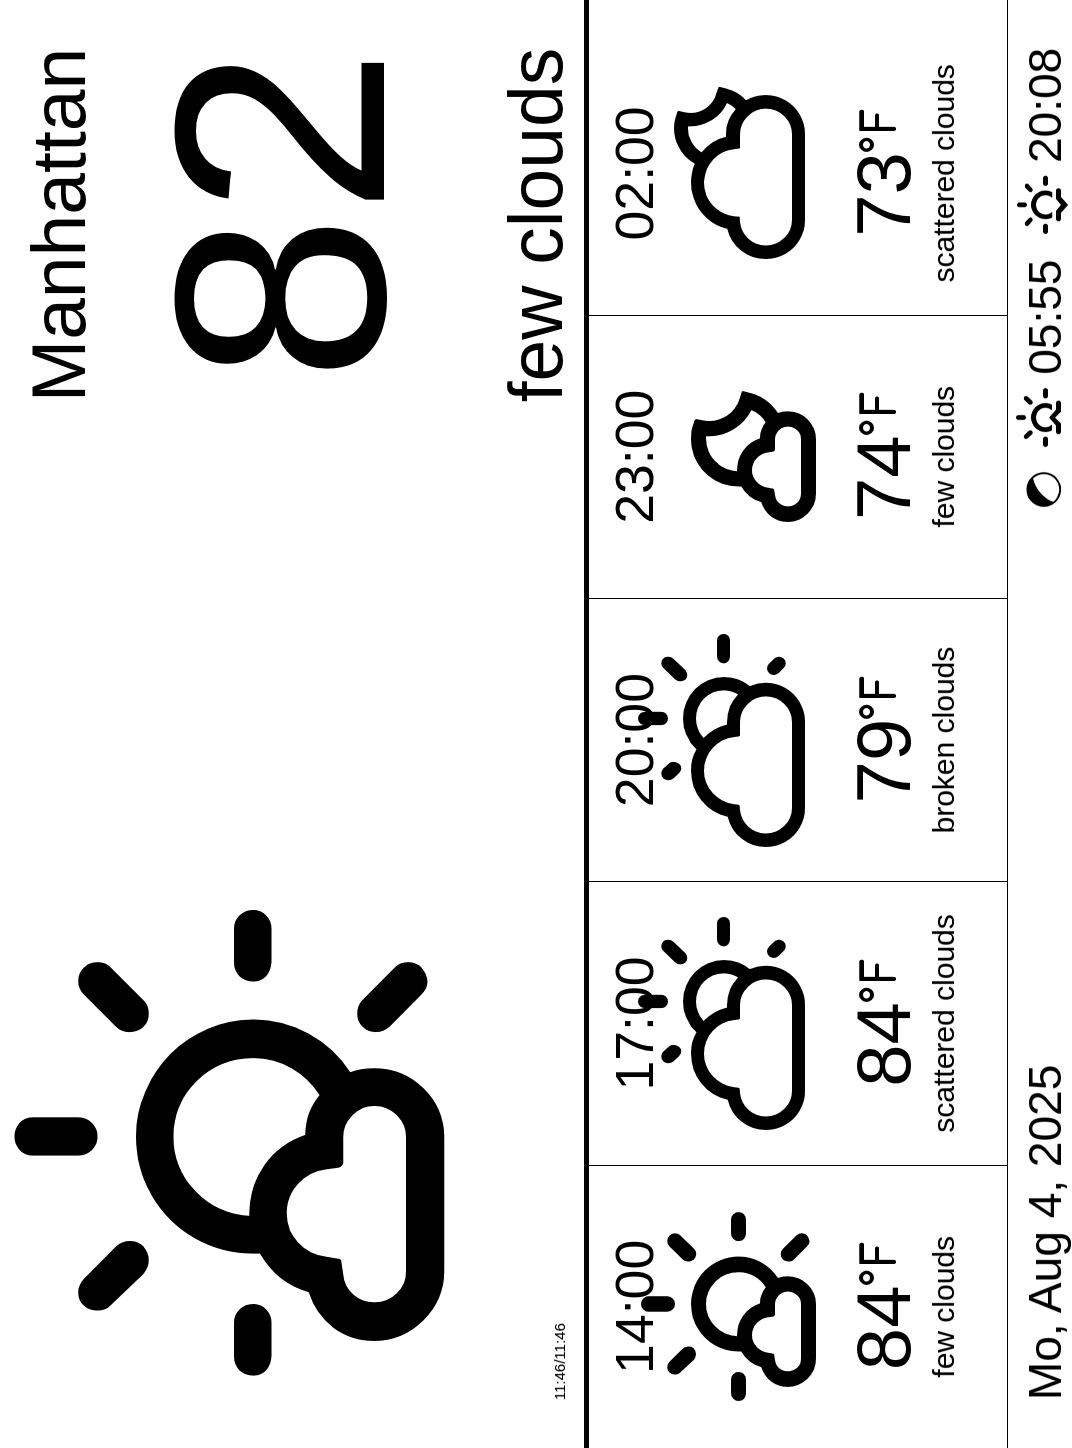 Manhattan
82
few clouds
11:46/11:46
14:00 17:00 20:00 23:00 02:00
84°F 84°F 79°F 74°F 73°F
few clouds scattered clouds broken clouds few clouds scattered clouds
Mo, Aug 4, 2025 05:55 20:08